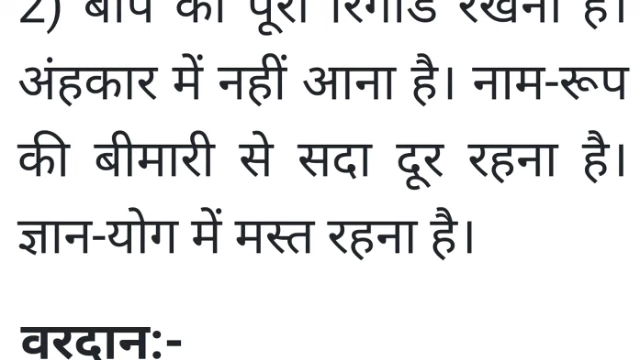 2) बाप का पूरा रिगार्ड रखना है।
अंहकार में नहीं आना है। नाम-रूप
की बीमारी से सदा दूर रहना है।
ज्ञान-योग में मस्त रहना है।
वरदान:-